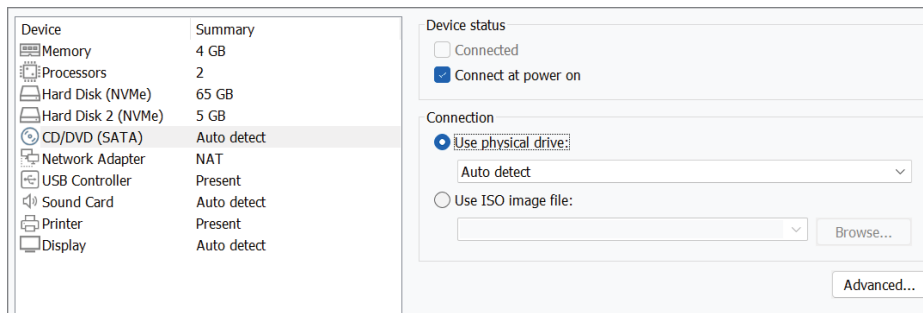 Device Summary
Memory 4 GB
Processors 2
Hard Disk (NVMe) 65 GB
Hard Disk 2 (NVMe) 5 GB
CD/DVD (SATA) Auto detect
Network Adapter NAT
USB Controller Present
Sound Card Auto detect
Printer Present
Display Auto detect
Device status
Connected
Connect at power on
Connection
Use physical drive:
Auto detect
Use ISO image file:
Browse...
Advanced...